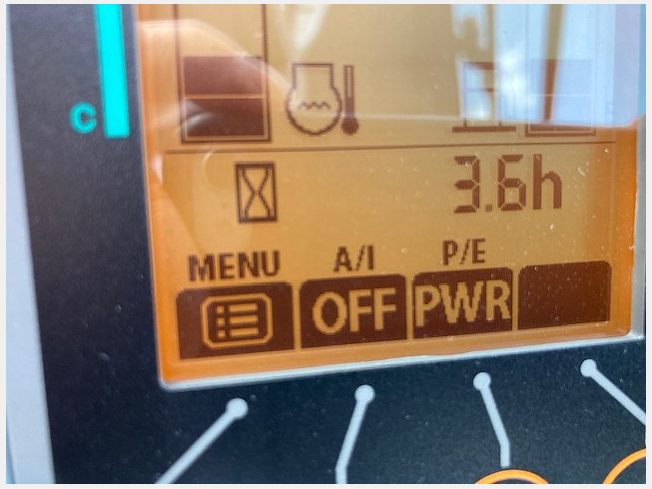 C
3.6h
MENU A/I P/E
OFF PWR